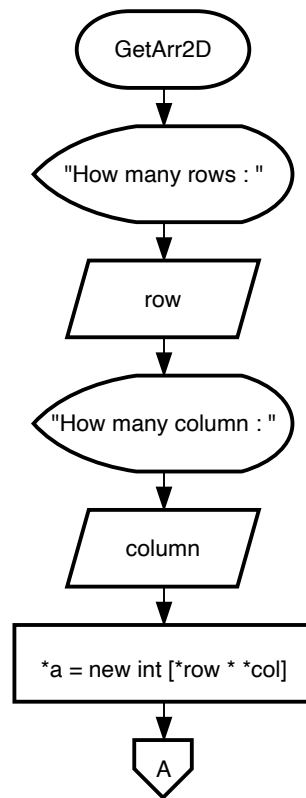 GetArr2D
"How many rows : "
row
"How many column : "
column
*a = new int [*row * *col]
A